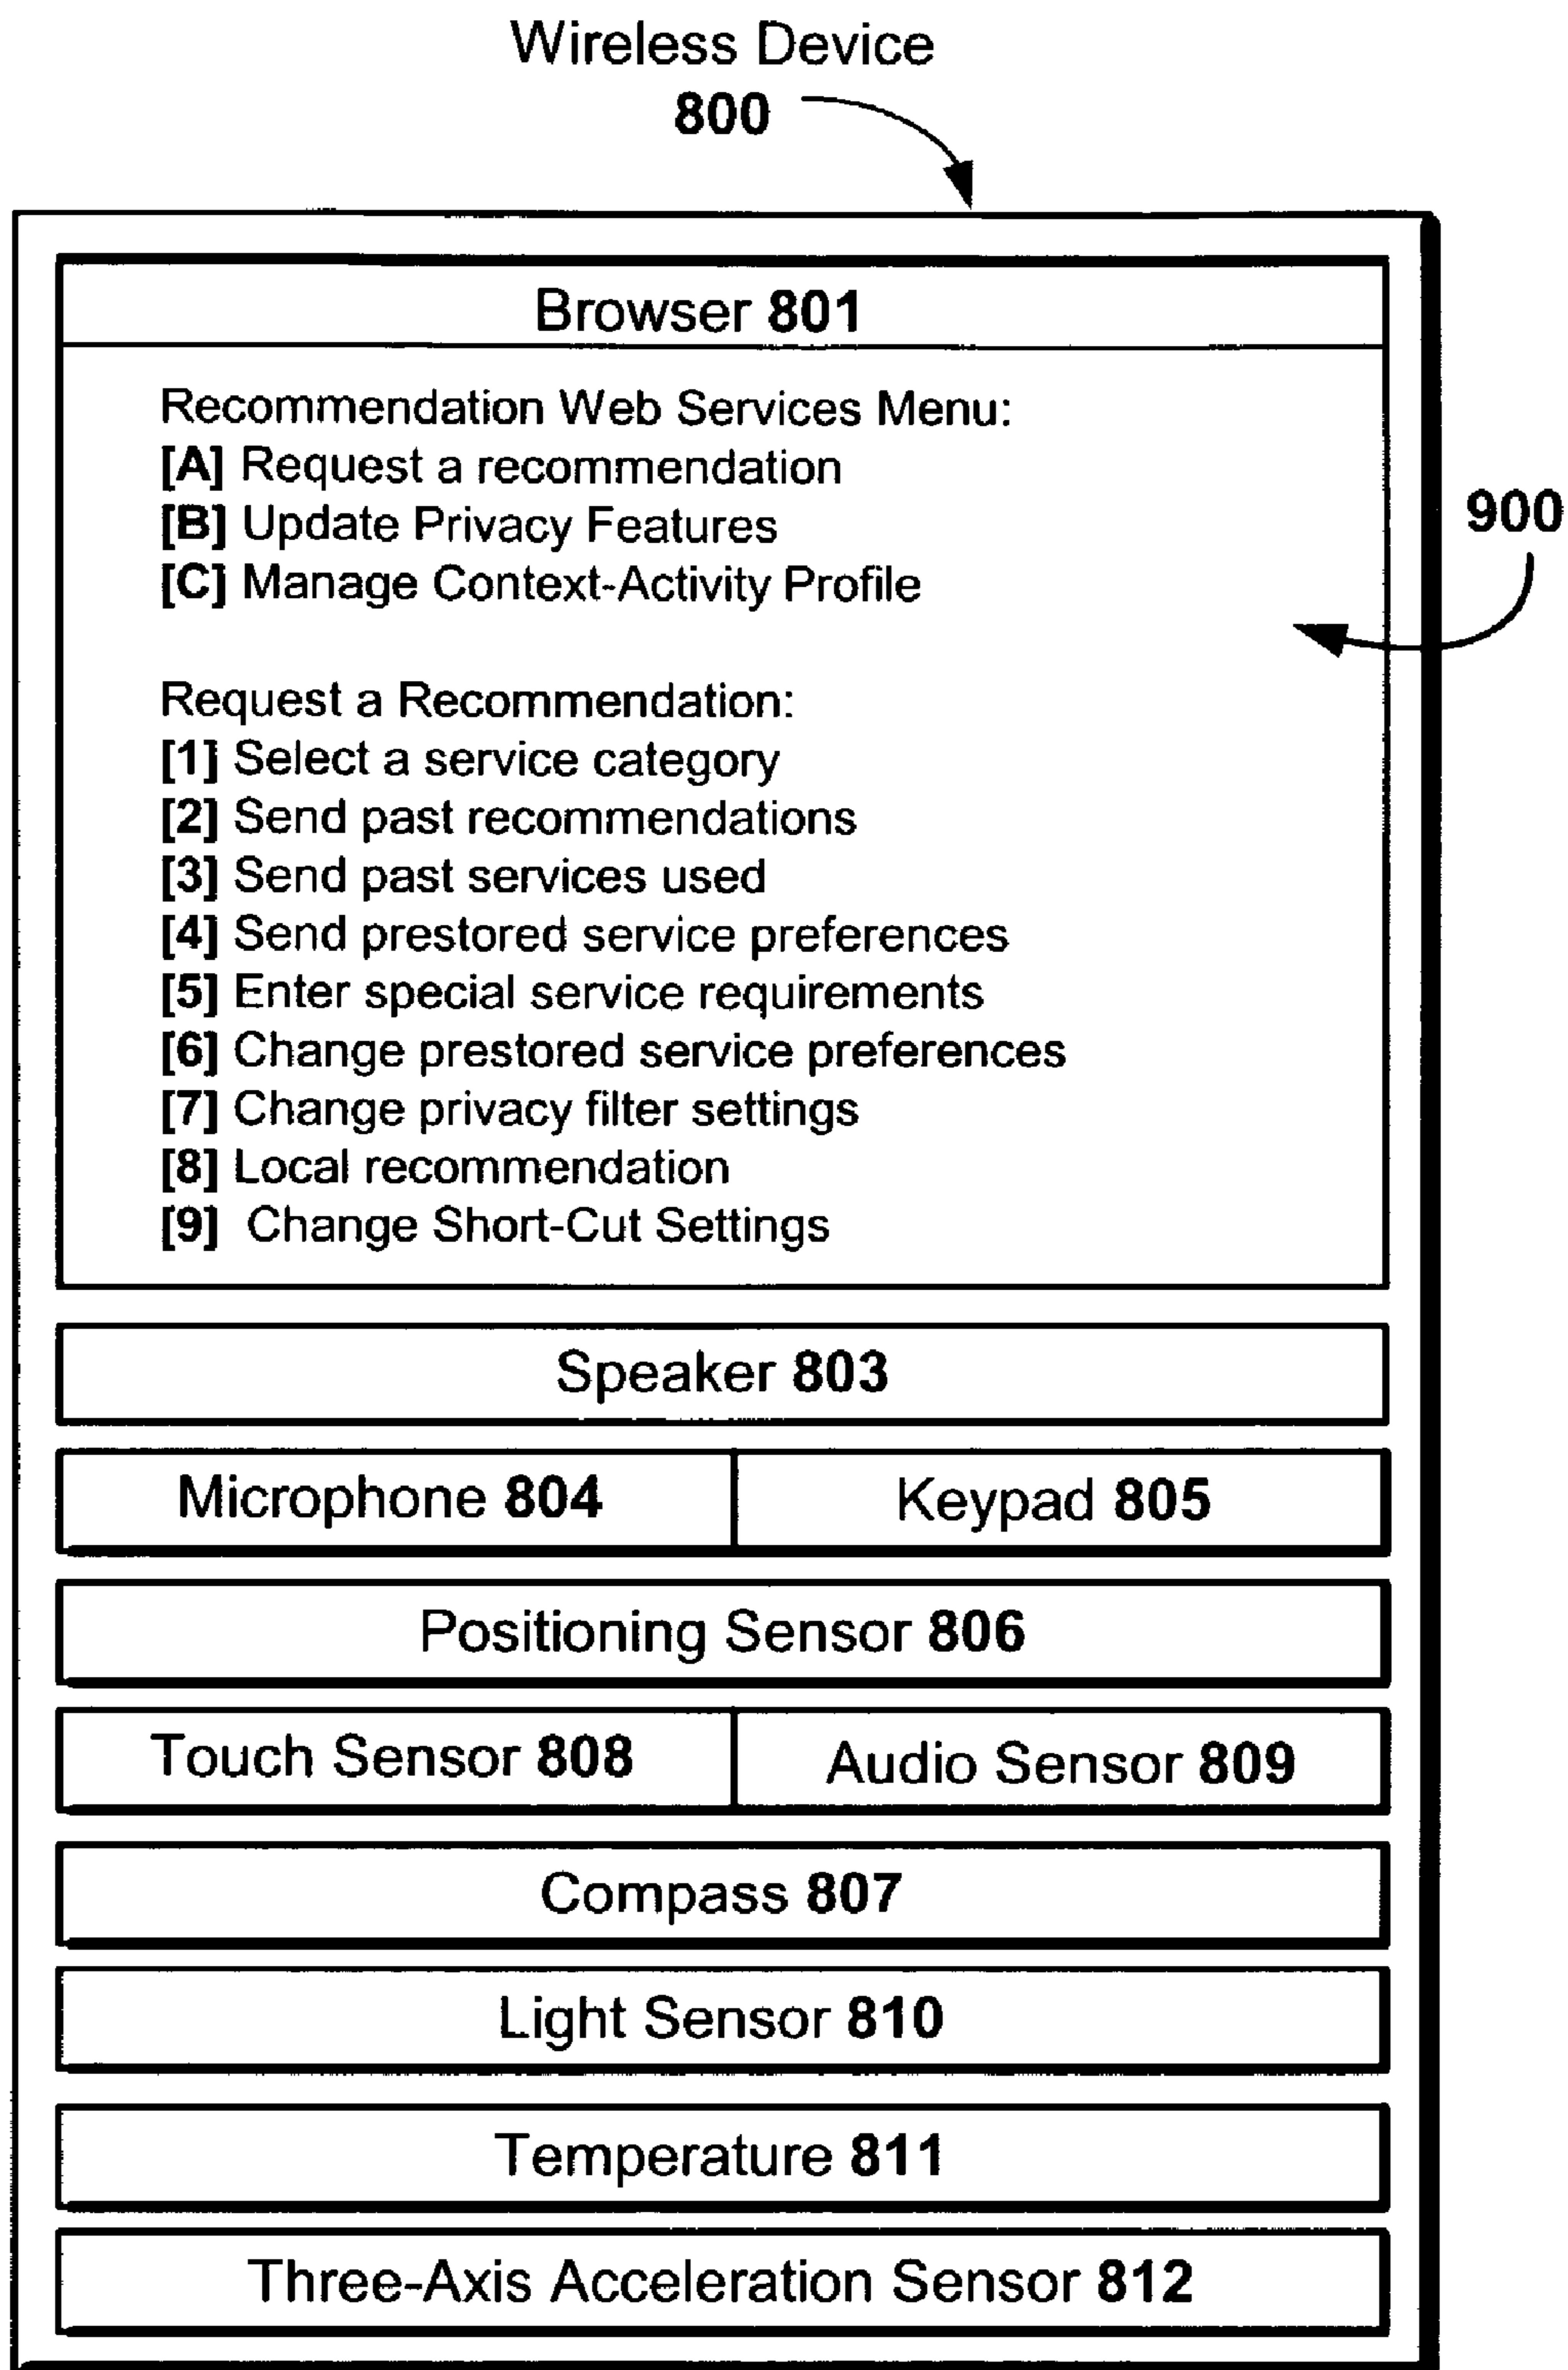 Wireless Device
800
Browser 801
Recommendation Web Services Menu:
[A] Request a recommendation
[B] Update Privacy Features
[C] Manage Context-Activity Profile
900
Request a Recommendation:
[1] Select a service category
[2] Send past recommendations
[3] Send past services used
[4] Send prestored service preferences
[5] Enter special service requirements
[6] Change prestored service preferences
[7] Change privacy filter settings
[8] Local recommendation
[9] Change Short-Cut Settings
Speaker 803
Microphone 804
Keypad 805
Positioning Sensor 806
Touch Sensor 808
Audio Sensor 809
Compass 807
Light Sensor 810
Temperature 811
Three-Axis Acceleration Sensor 812